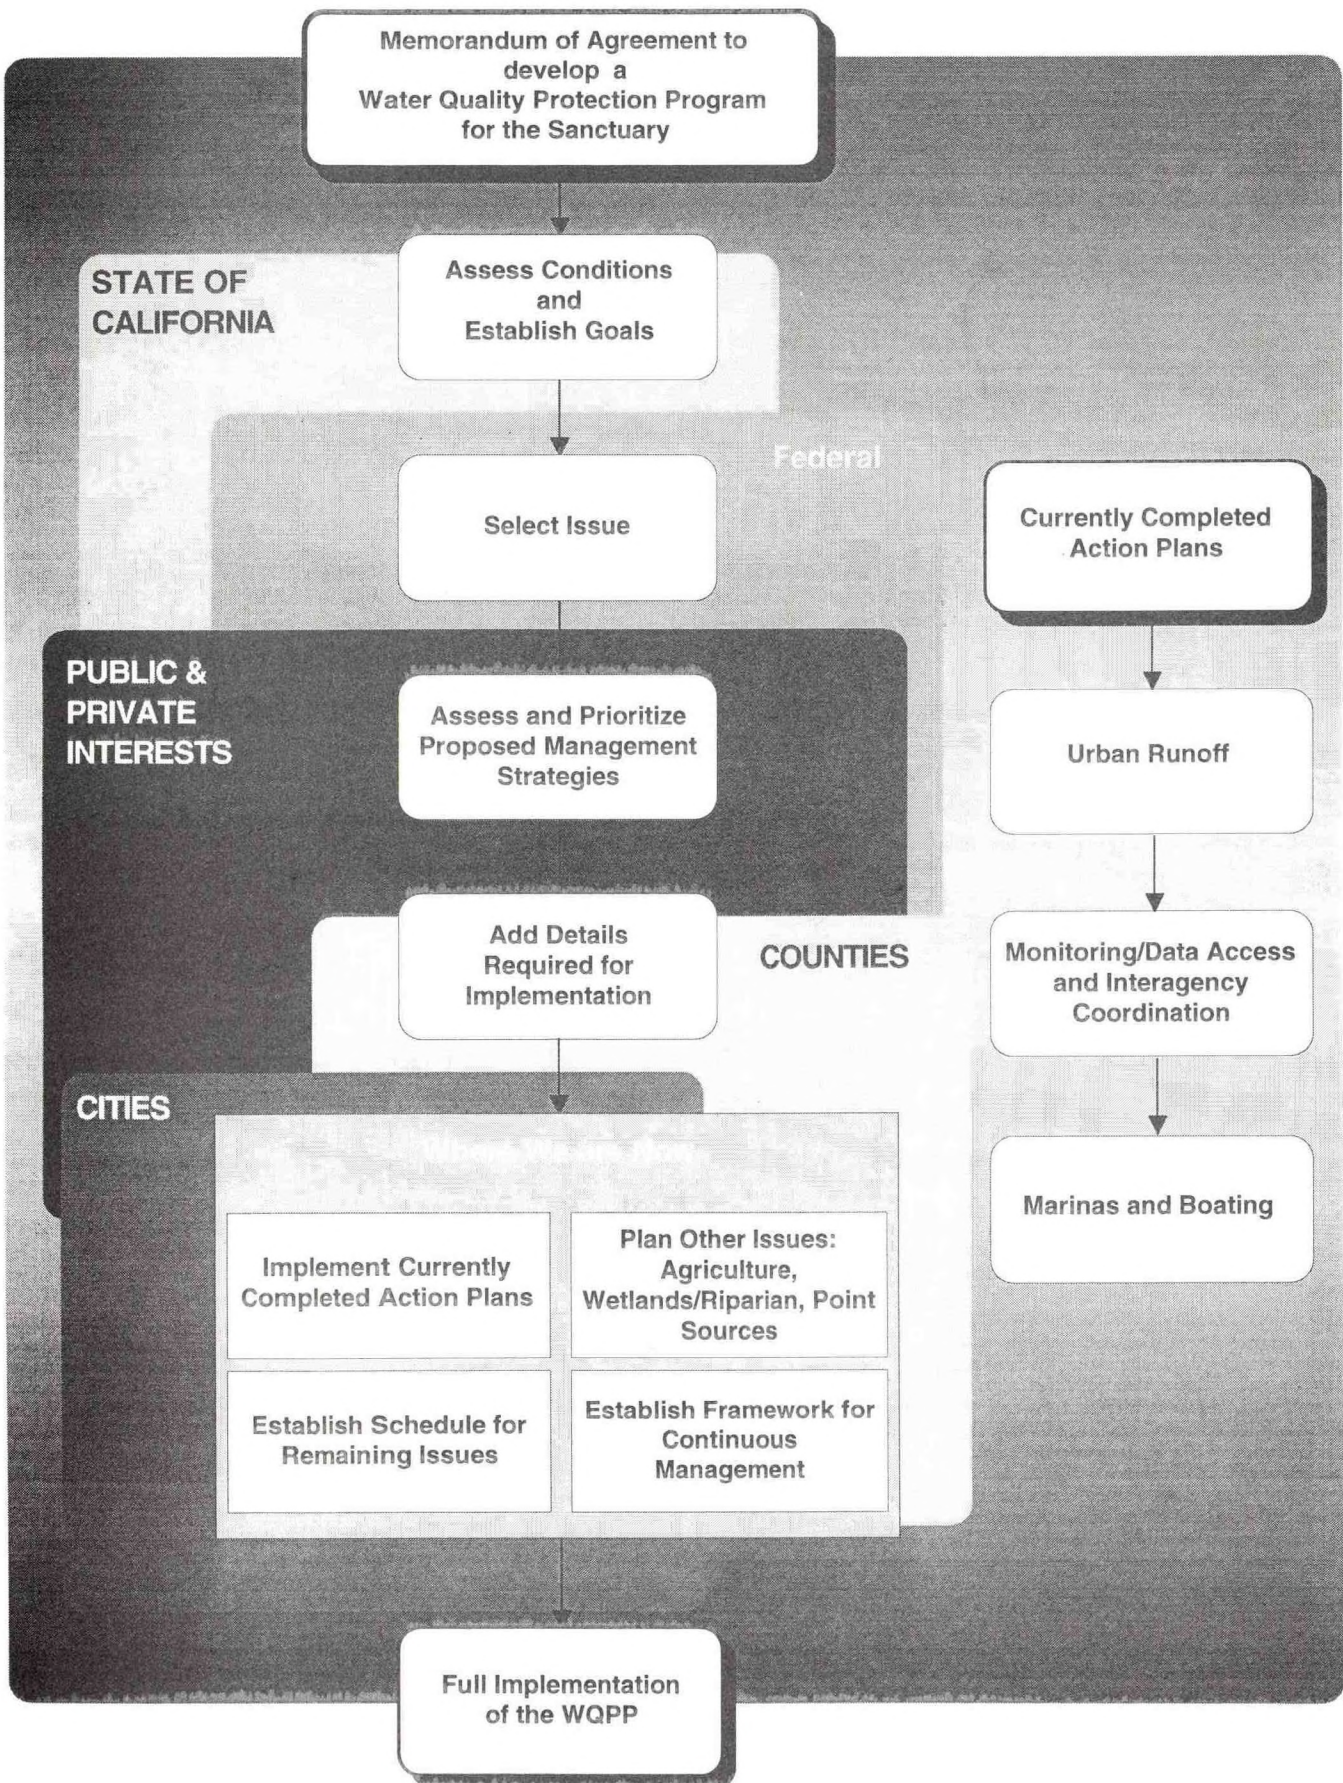 Memorandum of Agreement to
develop a
Water Quality Protection Program
for the Sanctuary
STATE OF
CALIFORNIA
Assess Conditions
and
Establish Goals
Federal
Select Issue
PUBLIC &
PRIVATE
INTERESTS
Assess and Prioritize
Proposed Management
Strategies
Add Details
Required for
Implementation
COUNTIES
CITIES
Where We are Now
Implement Currently
Completed Action Plans
Plan Other Issues:
Agriculture,
Wetlands/Riparian, Point
Sources
Establish Schedule for
Remaining Issues
Establish Framework for
Continuous
Management
Full Implementation
of the WQPP
Currently Completed
Action Plans
Urban Runoff
Monitoring/Data Access
and Interagency
Coordination
Marinas and Boating